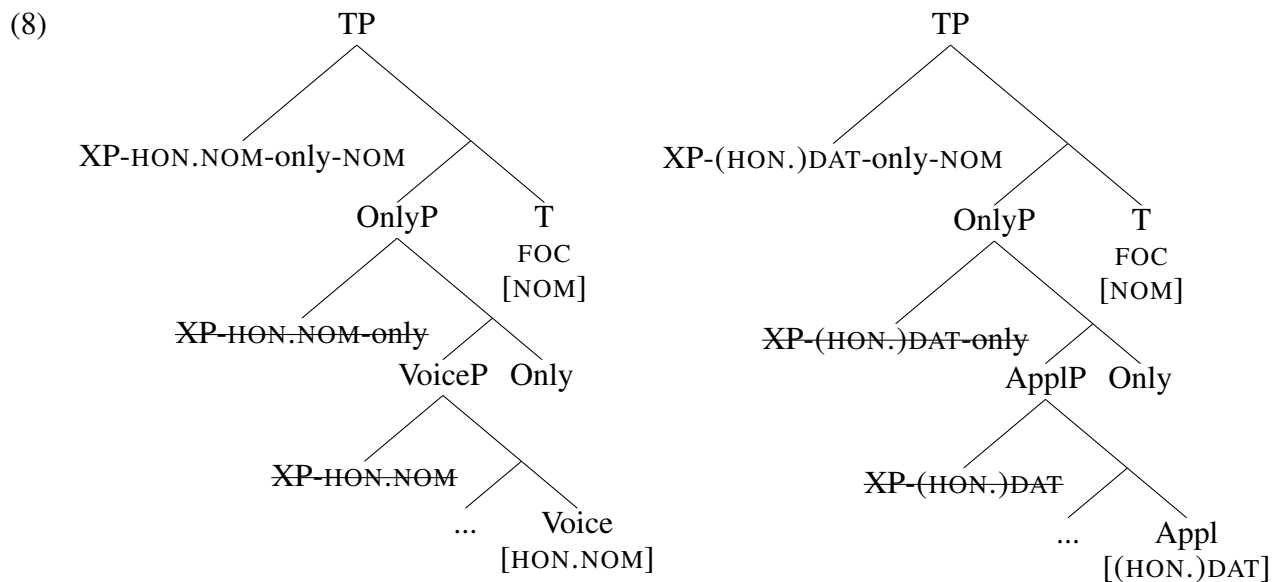 (8) TP TP
XP-HON.NOM-only-NOM XP-(HON.)DAT-only-NOM
OnlyP T OnlyP T
FOC FOC
[NOM] [NOM]
XP-HON.NOM-only XP-(HON.)DAT-only
VoiceP Only ApplP Only
XP-HON.NOM XP-(HON.)DAT
... Voice ... Appl
[HON.NOM] [(HON.)DAT]